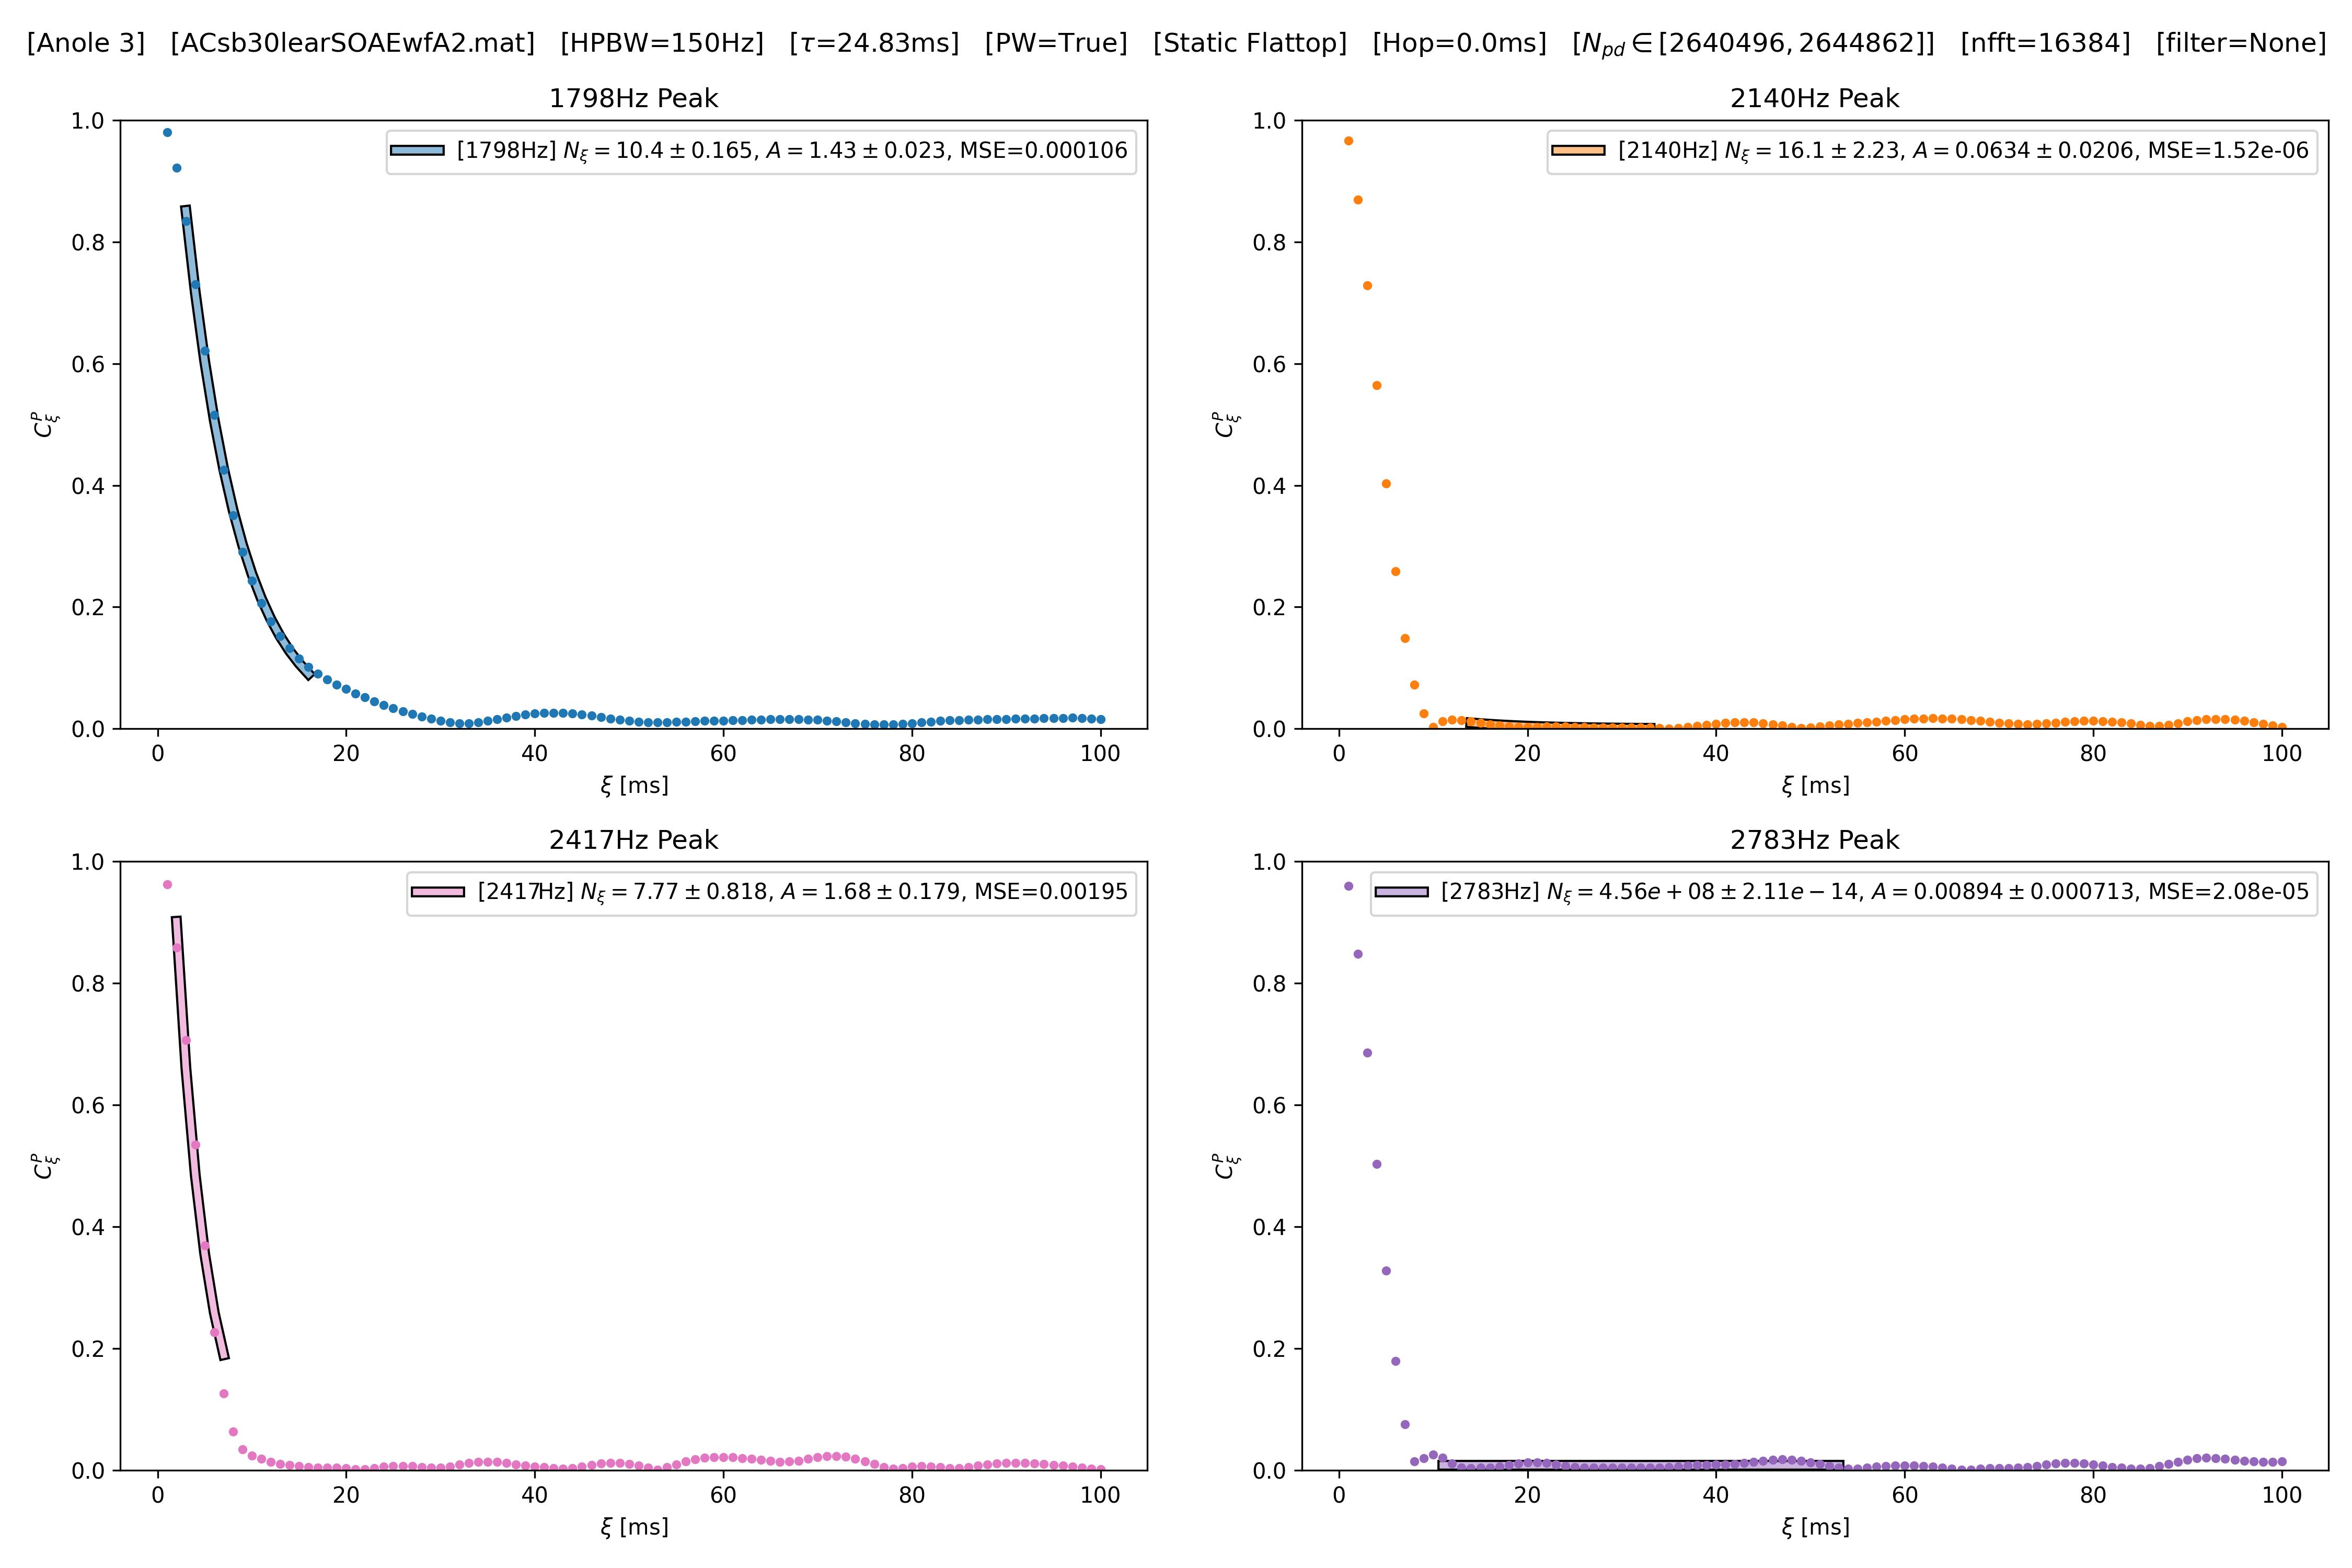 [Anole 3] [ACsb30learSOAEwfA2.mat] [HPBW=150Hz] [τ=24.83ms] [PW=True] [Static Flattop] [Hop=0.0ms] [N_pd ∈ [2640496, 2644862]] [nfft=16384] [filter=None]
1798Hz Peak
[1798Hz] N_ξ = 10.4 ± 0.165, A = 1.43 ± 0.023, MSE=0.000106
1.0
0.8
0.6
0.4
0.2
0.0
C_ξ^P
0 20 40 60 80 100
ξ [ms]
2140Hz Peak
[2140Hz] N_ξ = 16.1 ± 2.23, A = 0.0634 ± 0.0206, MSE=1.52e-06
1.0
0.8
0.6
0.4
0.2
0.0
C_ξ^P
0 20 40 60 80 100
ξ [ms]
2417Hz Peak
[2417Hz] N_ξ = 7.77 ± 0.818, A = 1.68 ± 0.179, MSE=0.00195
1.0
0.8
0.6
0.4
0.2
0.0
C_ξ^P
0 20 40 60 80 100
ξ [ms]
2783Hz Peak
[2783Hz] N_ξ = 4.56e + 08 ± 2.11e − 14, A = 0.00894 ± 0.000713, MSE=2.08e-05
1.0
0.8
0.6
0.4
0.2
0.0
C_ξ^P
0 20 40 60 80 100
ξ [ms]